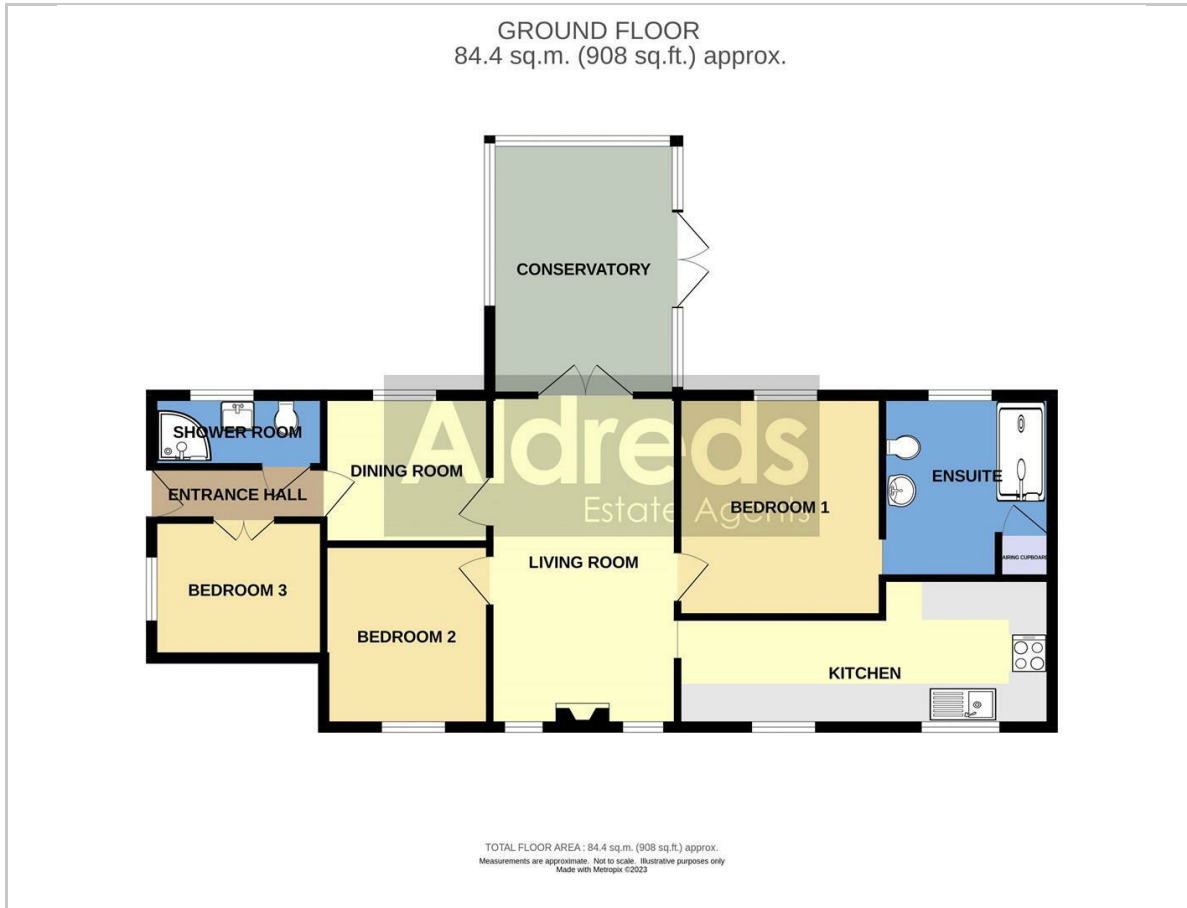 GROUND FLOOR
84.4 sq.m. (908 sq.ft.) approx.
CONSERVATORY
Aldreds
Estate Agents
SHOWER ROOM
DINING ROOM
ENTRANCE HALL
ENSUITE
BEDROOM 1
AIRING CUPBOARD
LIVING ROOM
BEDROOM 3
BEDROOM 2
KITCHEN
TOTAL FLOOR AREA : 84.4 sq.m. (908 sq.ft.) approx.
Measurements are approximate. Not to scale. Illustrative purposes only
Made with Metropix ©2023